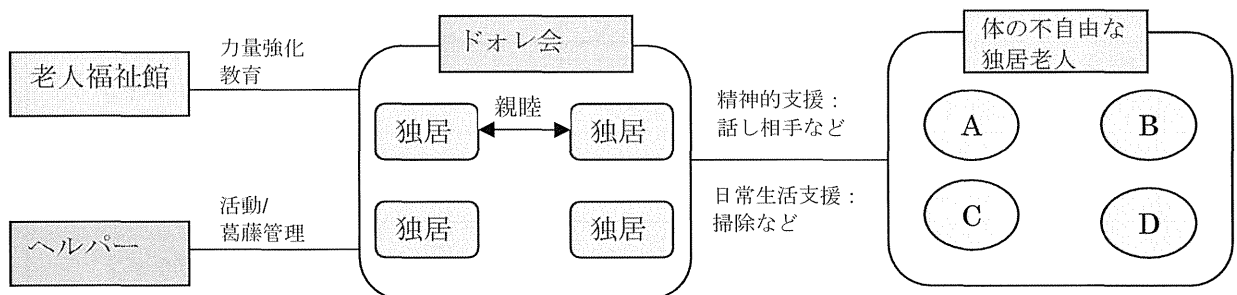 老人福祉館
力量強化
教育
ヘルパー
活動/
葛藤管理
ドォレ会
独居
親睦
独居
独居
独居
精神的支援：
話し相手など
日常生活支援：
掃除など
体の不自由な
独居老人
A
B
C
D